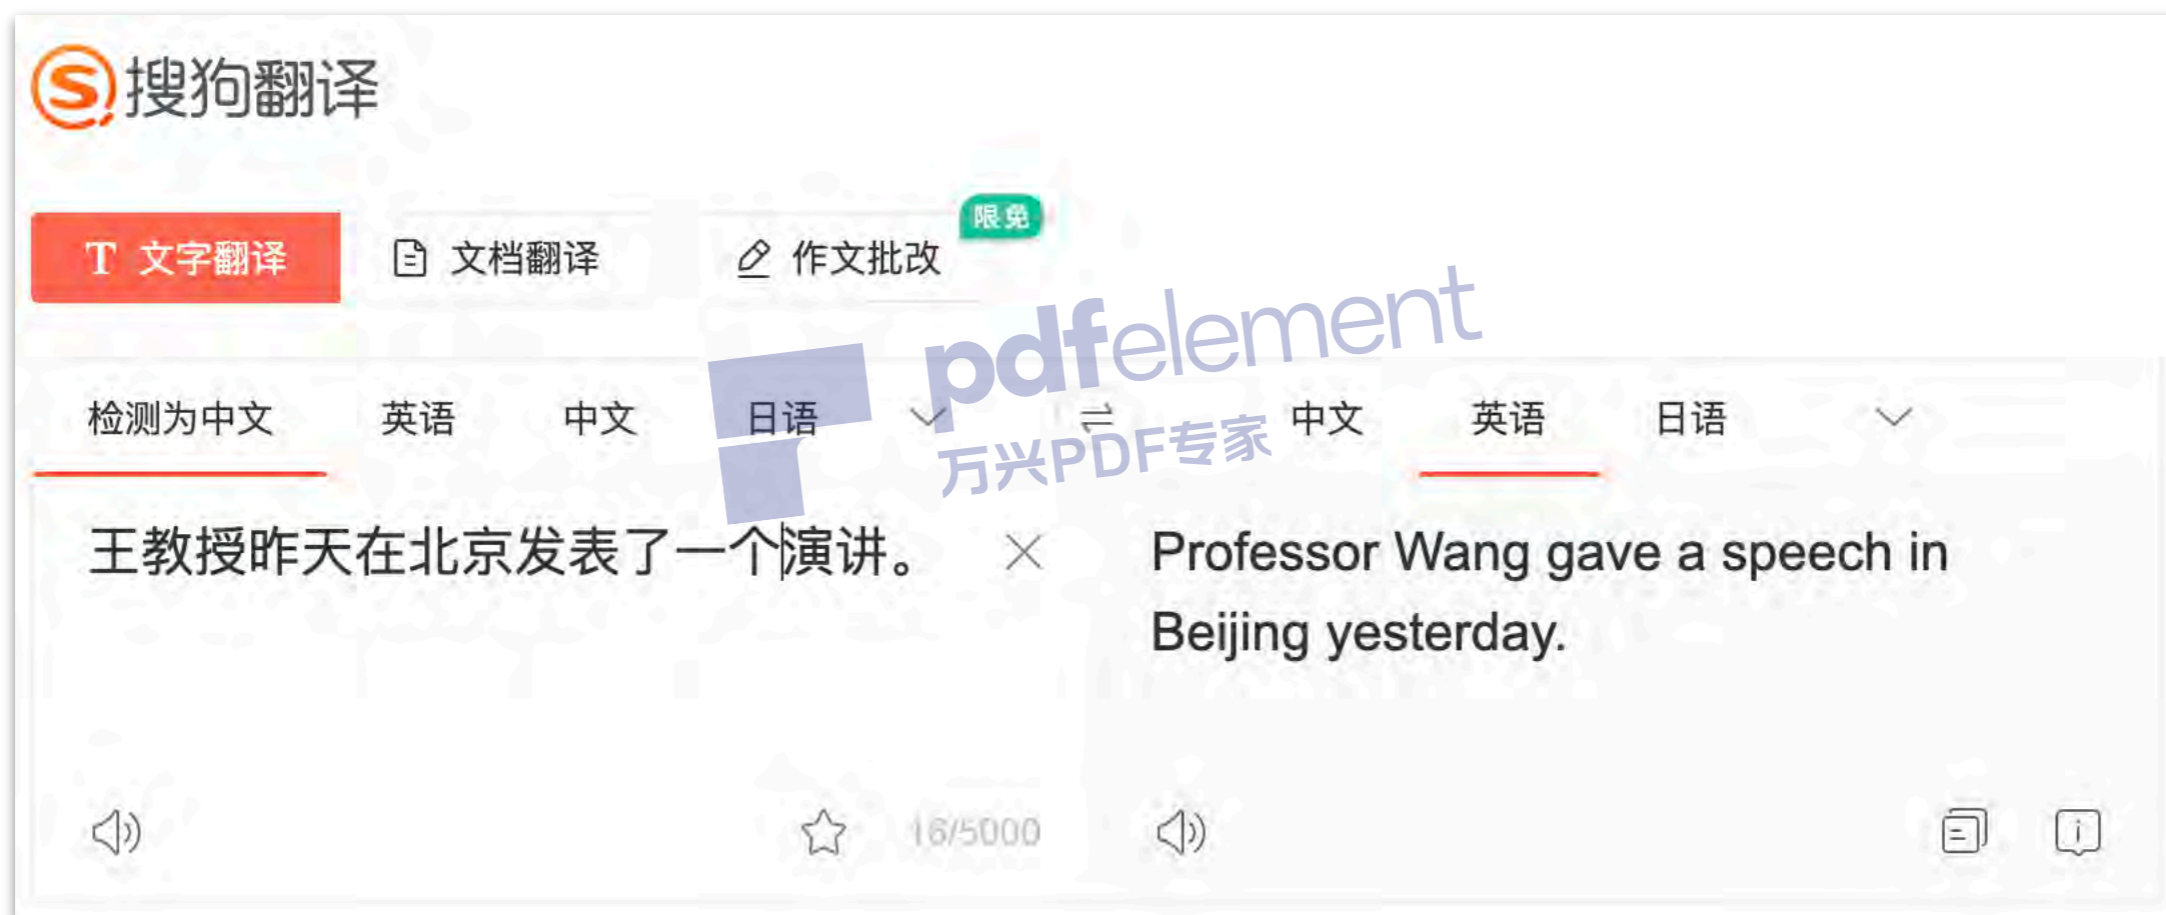 搜狗翻译
限免
T 文字翻译 文档翻译 作文批改
pdfelement
万兴PDF专家
检测为中文 英语 中文 日语 中文 英语 日语
王教授昨天在北京发表了一个演讲。
Professor Wang gave a speech in
Beijing yesterday.
16/5000